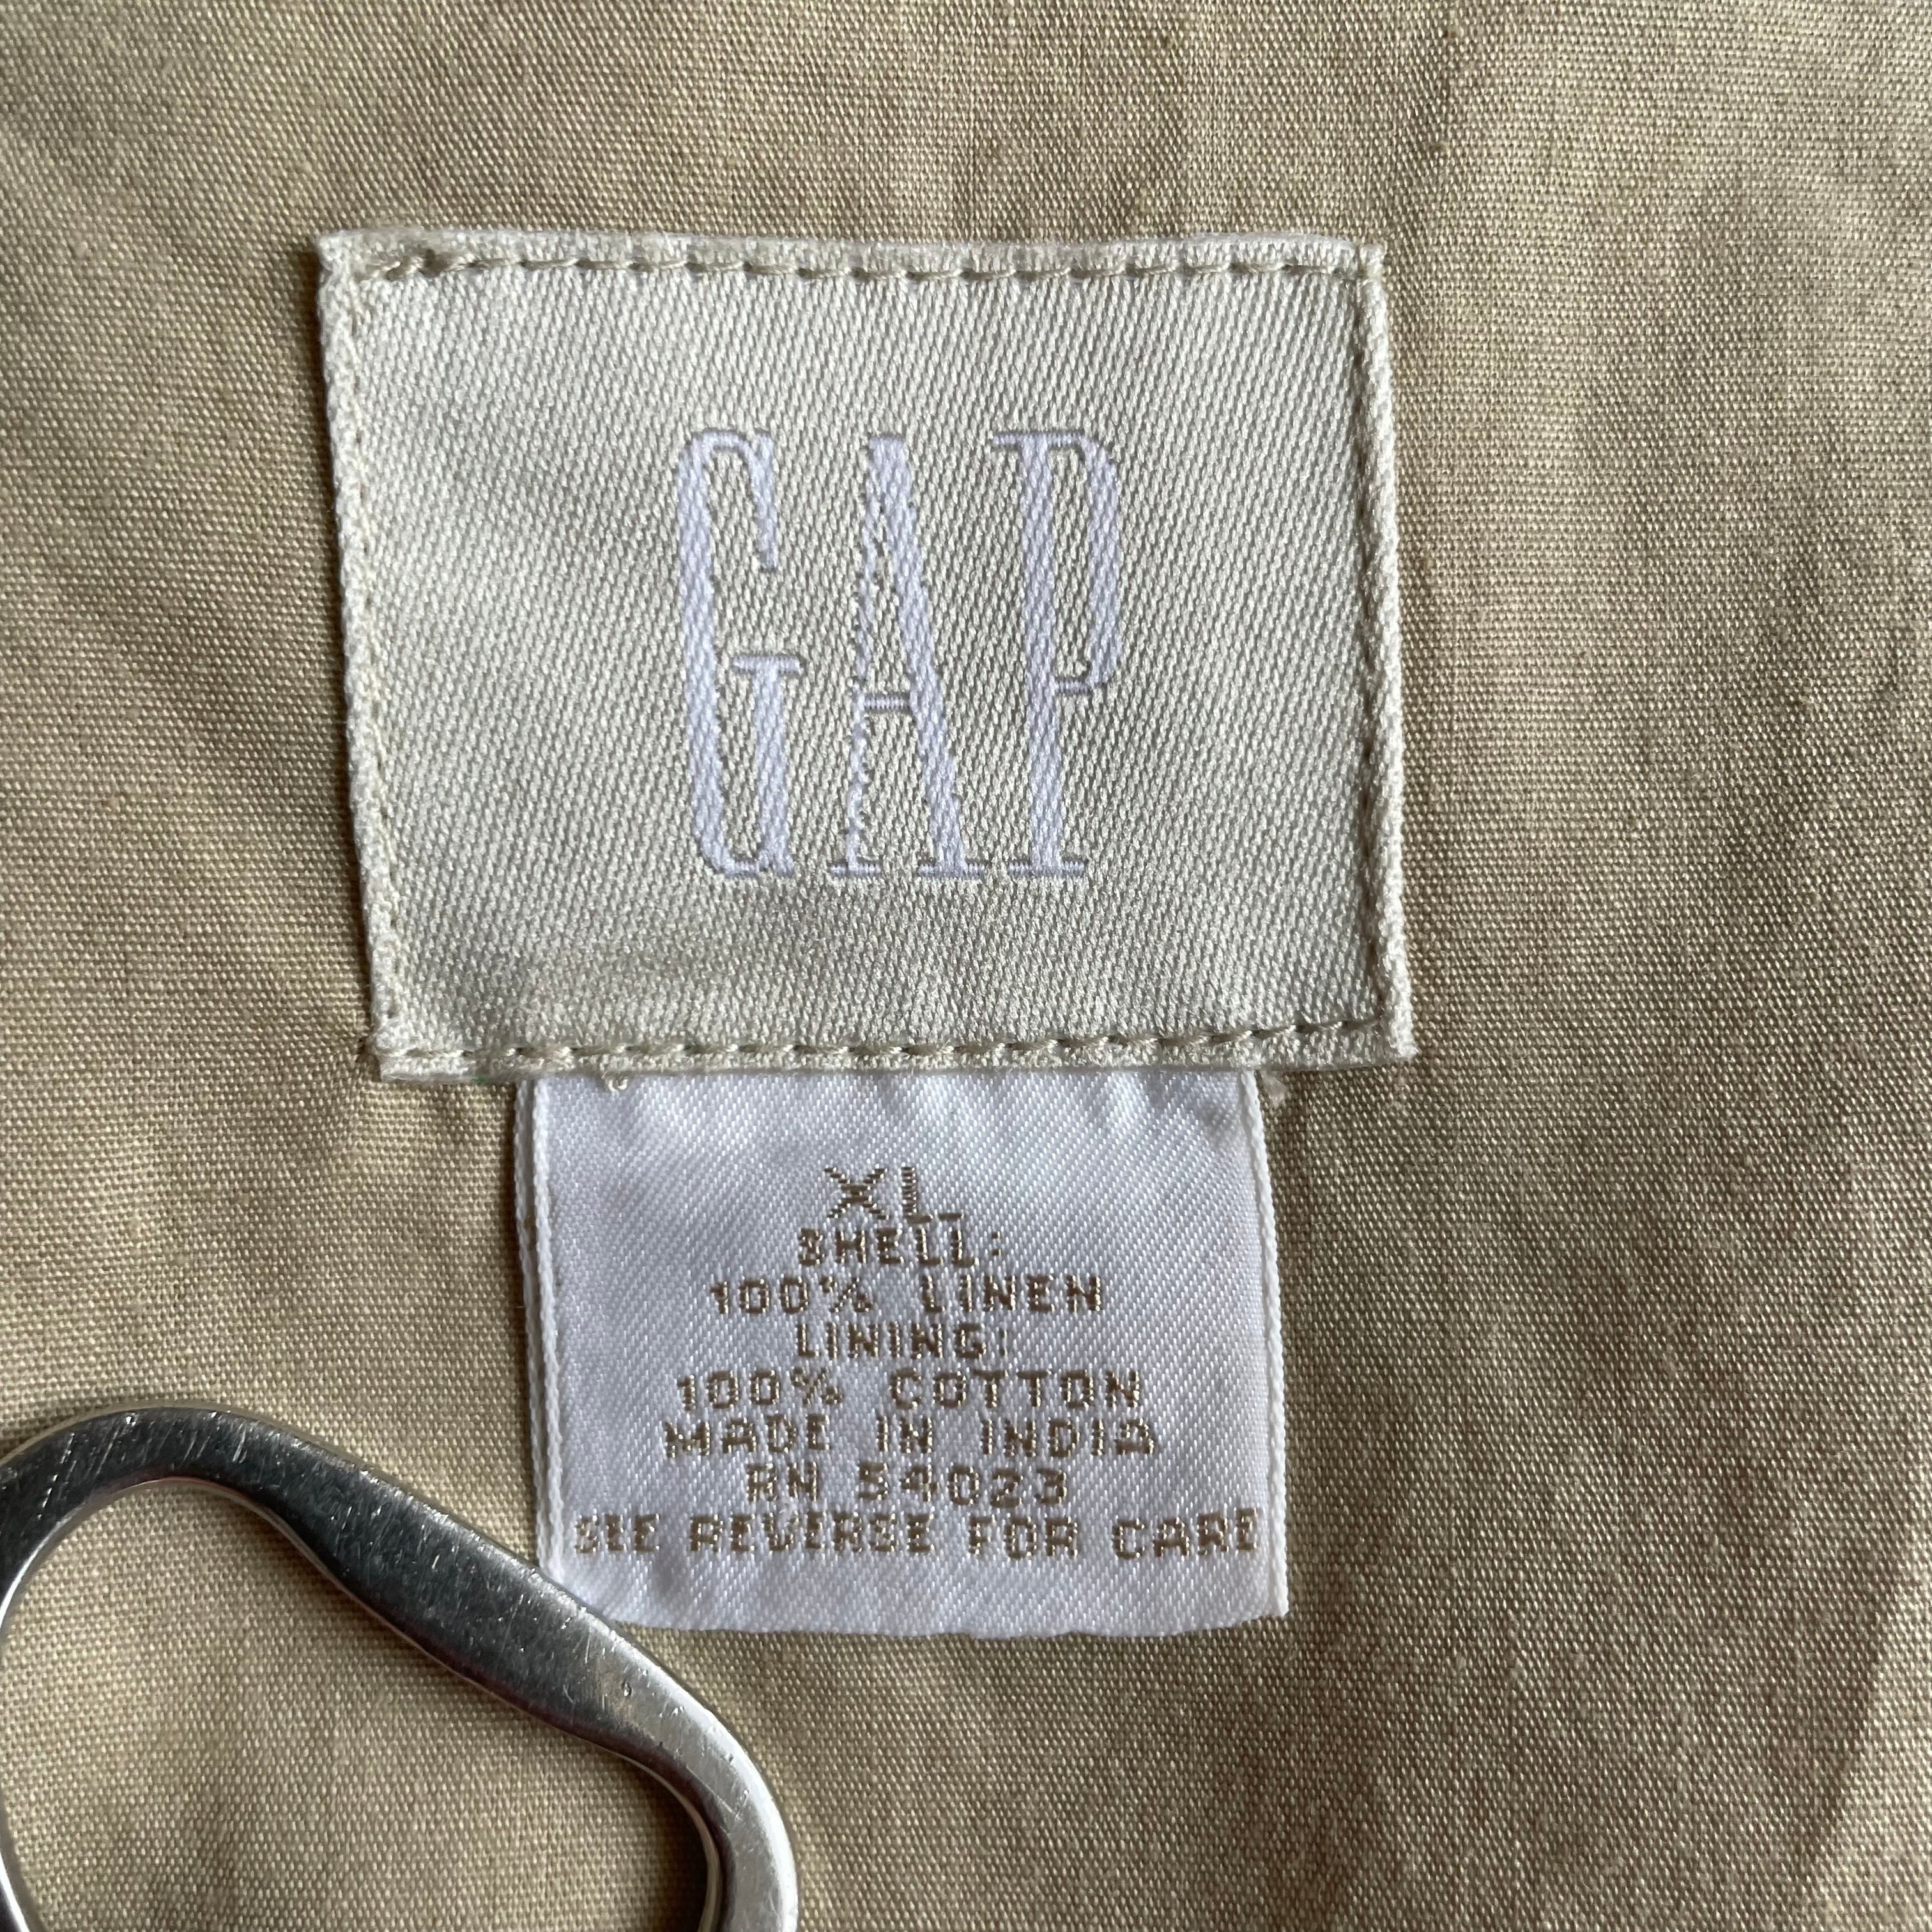 GAP
XL
SHELL:
100% LINEN
LINING:
100% COTTON
MADE IN INDIA
RN 54023
SEE REVERSE FOR CARE